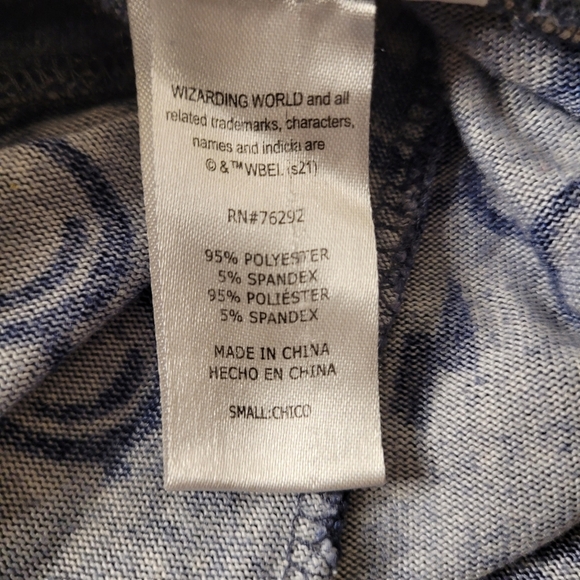 WIZARDING WORLD and all
related trademarks, characters,
names and indicia are
© & ™ WBEI. (s21)
RN#76292
95% POLYESTER
5% SPANDEX
95% POLIÉSTER
5% SPANDEX
MADE IN CHINA
HECHO EN CHINA
SMALL:CHICO